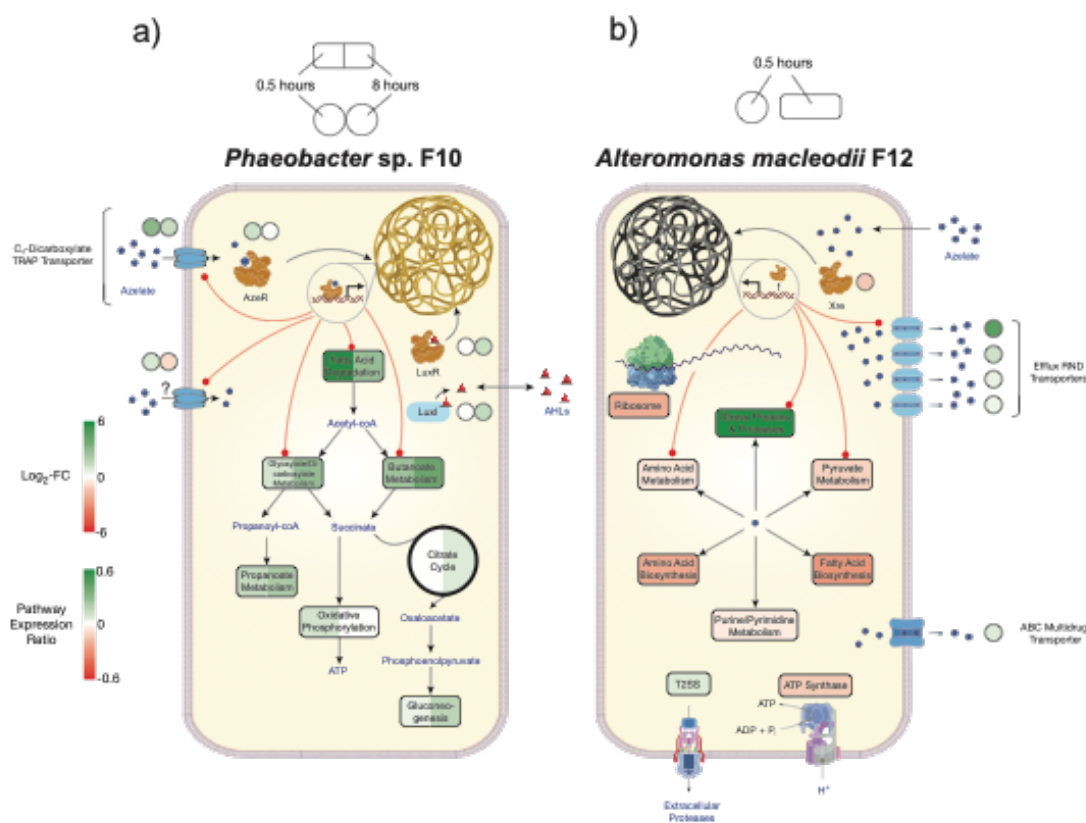 a)
0.5 hours
8 hours
Phaeobacter sp. F10
C₄-Dicarboxylate
TRAP Transporter
Azelate
AzeR
LuxR
LuxI
AHLs
?
Fatty Acid
Degradation
Acetyl-coA
Butanoate
Metabolism
Propanoyl-coA
Succinate
Propanoate
Metabolism
Citrate
Cycle
Oxidative
Phosphorylation
Oxaloacetate
ATP
Phosphoenolpyruvate
Gluconeo-
genesis
6
Log₂-FC
0
-6
0.6
Pathway
Expression
Ratio
0
-0.6
b)
0.5 hours
Alteromonas macleodii F12
Azelate
Xre
Efflux RND
Transporters
Ribosome
Amino Acid
Metabolism
Pyruvate
Metabolism
Amino Acid
Biosynthesis
Fatty Acid
Biosynthesis
Purine/Pyrimidine
Metabolism
ABC Multidrug
Transporter
T2SS
ATP Synthase
ATP
ADP + Pᵢ
H⁺
Extracellular
Proteases